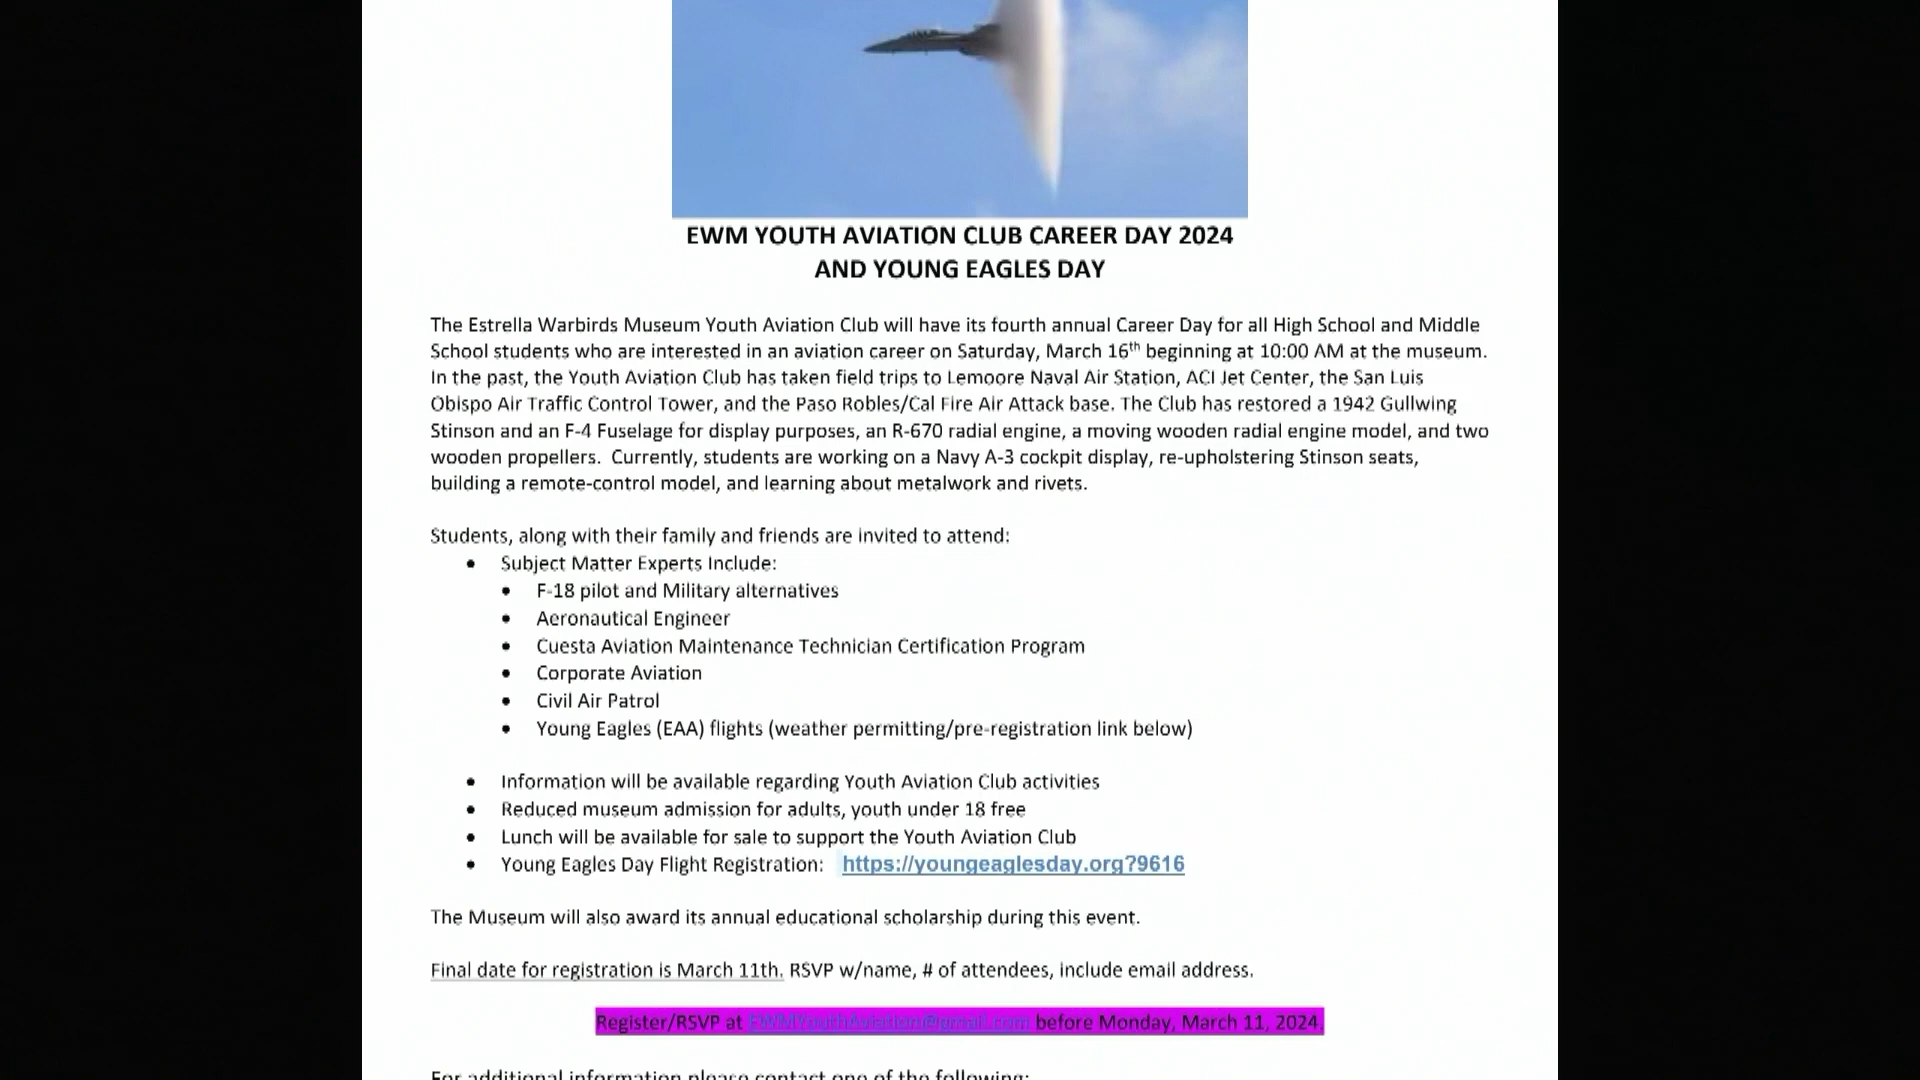 EWM YOUTH AVIATION CLUB CAREER DAY 2024
AND YOUNG EAGLES DAY
The Estrella Warbirds Museum Youth Aviation Club will have its fourth annual Career Day for all High School and Middle
School students who are interested in an aviation career on Saturday, March 16th beginning at 10:00 AM at the museum.
In the past, the Youth Aviation Club has taken field trips to Lemoore Naval Air Station, ACI Jet Center, the San Luis
Obispo Air Traffic Control Tower, and the Paso Robles/Cal Fire Air Attack base. The Club has restored a 1942 Gullwing
Stinson and an F-4 Fuselage for display purposes, an R-670 radial engine, a moving wooden radial engine model, and two
wooden propellers.  Currently, students are working on a Navy A-3 cockpit display, re-upholstering Stinson seats,
building a remote-control model, and learning about metalwork and rivets.
Students, along with their family and friends are invited to attend:
• Subject Matter Experts Include:
• F-18 pilot and Military alternatives
• Aeronautical Engineer
• Cuesta Aviation Maintenance Technician Certification Program
• Corporate Aviation
• Civil Air Patrol
• Young Eagles (EAA) flights (weather permitting/pre-registration link below)
• Information will be available regarding Youth Aviation Club activities
• Reduced museum admission for adults, youth under 18 free
• Lunch will be available for sale to support the Youth Aviation Club
• Young Eagles Day Flight Registration: https://youngeaglesday.org?9616
The Museum will also award its annual educational scholarship during this event.
Final date for registration is March 11th. RSVP w/name, # of attendees, include email address.
Register/RSVP at EWMYouthAviation@gmail.com before Monday, March 11, 2024.
For additional information please contact one of the following: